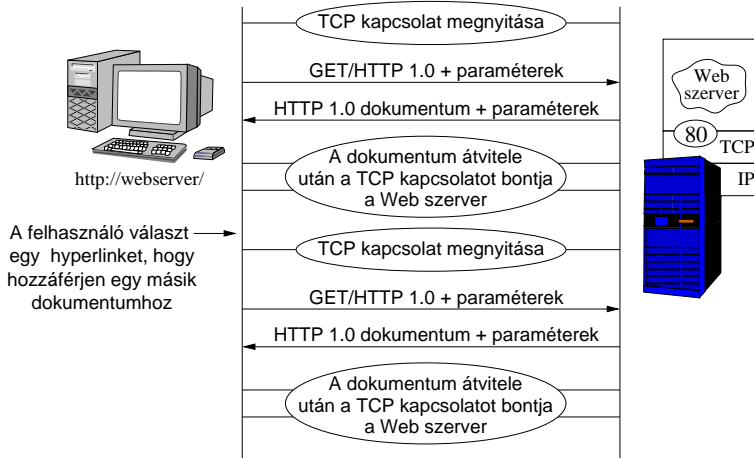 TCP kapcsolat megnyitása
GET/HTTP 1.0 + paraméterek
HTTP 1.0 dokumentum + paraméterek
A dokumentum átvitele
után a TCP kapcsolatot bontja
a Web szerver
http://webserver/
Web
szerver
80
TCP
IP
A felhasználó választ
egy hyperlinket, hogy
hozzáférjen egy másik
dokumentumhoz
TCP kapcsolat megnyitása
GET/HTTP 1.0 + paraméterek
HTTP 1.0 dokumentum + paraméterek
A dokumentum átvitele
után a TCP kapcsolatot bontja
a Web szerver